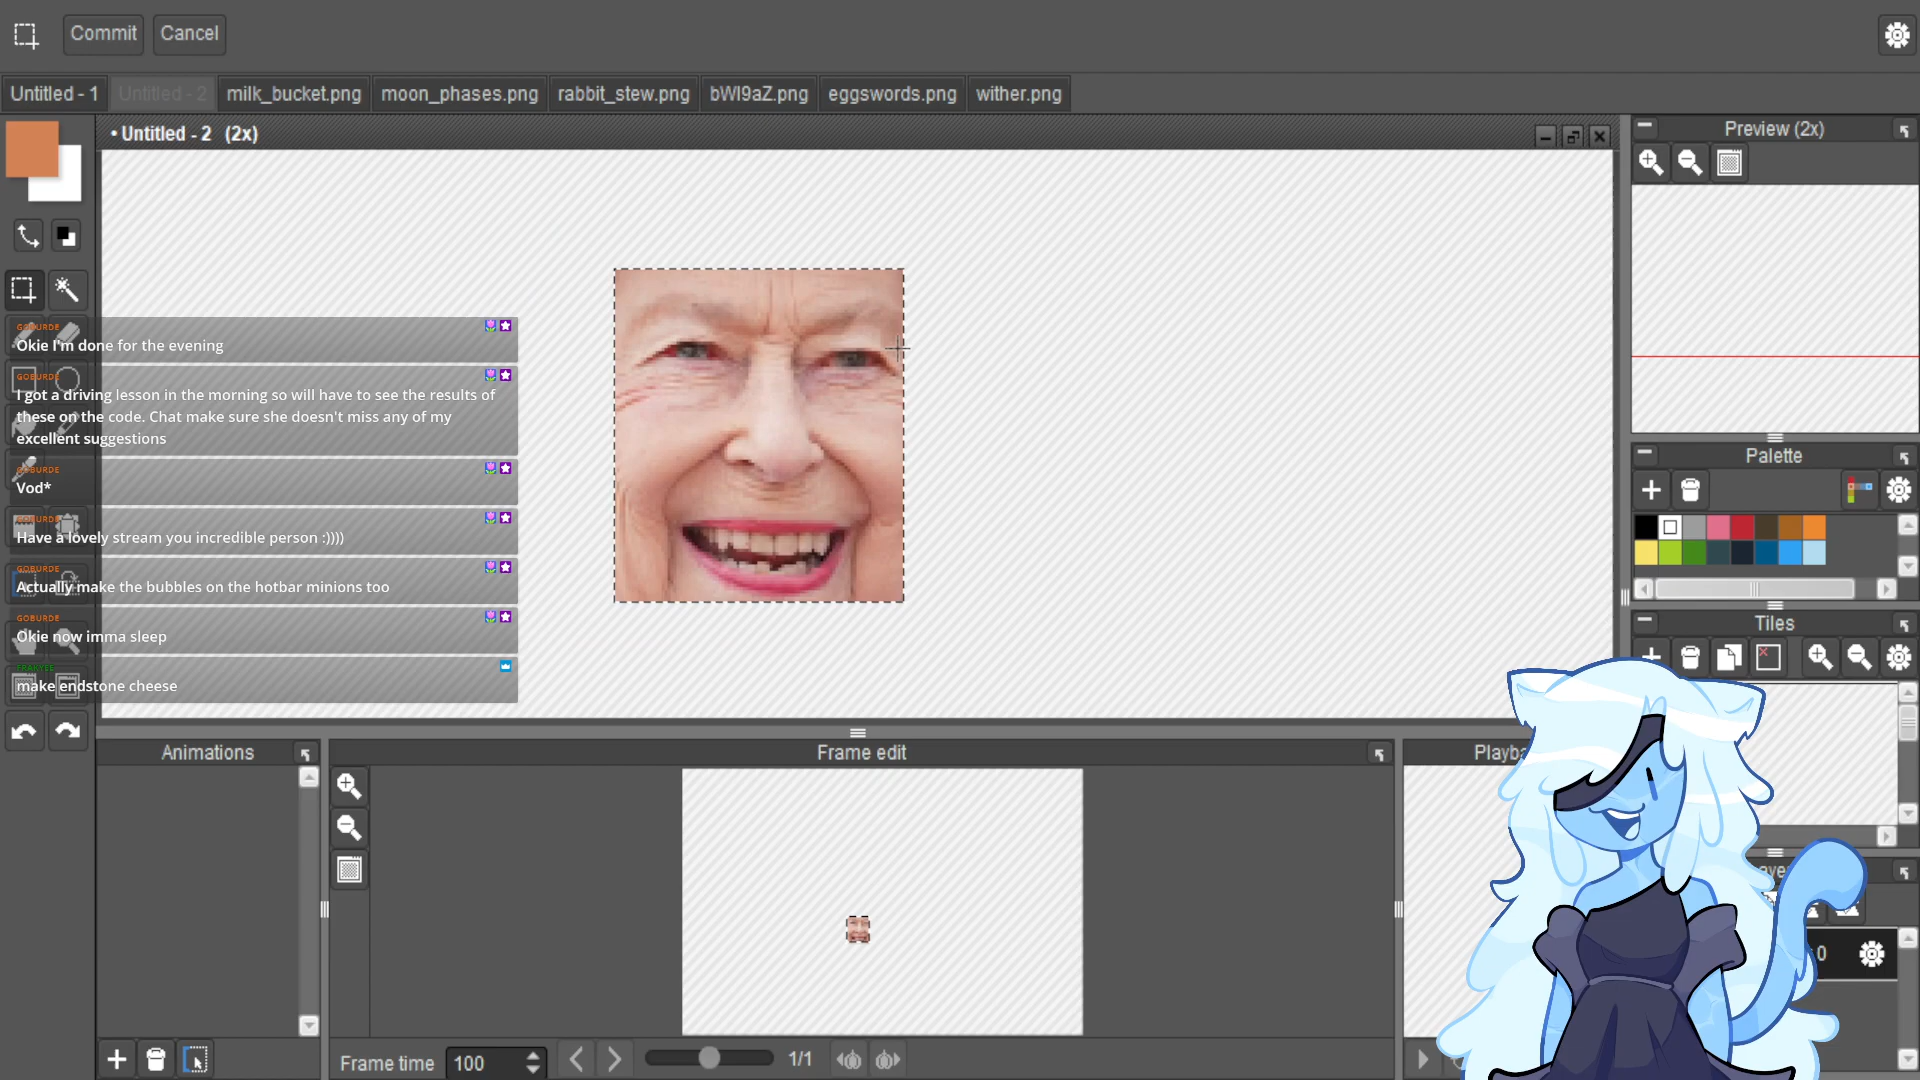 Commit Cancel
Untitled - 1 Untitled - 2 milk_bucket.png moon_phases.png rabbit_stew.png bWI9aZ.png eggswords.png wither.png
• Untitled - 2 (2x)
Preview (2x)
GOBURDE
Okie I'm done for the evening
GOBURDE
I got a driving lesson in the morning so will have to see the results of
these on the code. Chat make sure she doesn't miss any of my
excellent suggestions
GOBURDE
Vod*
GOBURDE
Have a lovely stream you incredible person :))))
GOBURDE
Actually make the bubbles on the hotbar minions too
GOBURDE
Okie now imma sleep
make endstone cheese
Palette
Tiles
Animations
Frame edit
0
Frame time 100
1/1